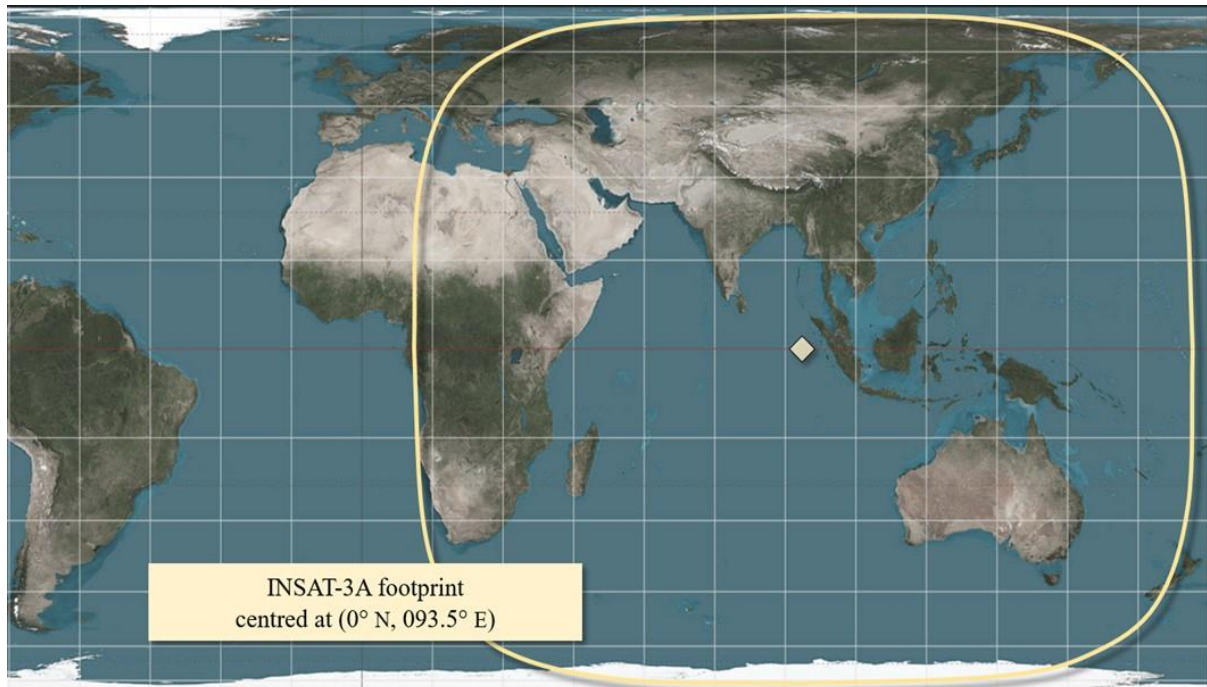 INSAT-3A footprint
centred at (0° N, 093.5° E)